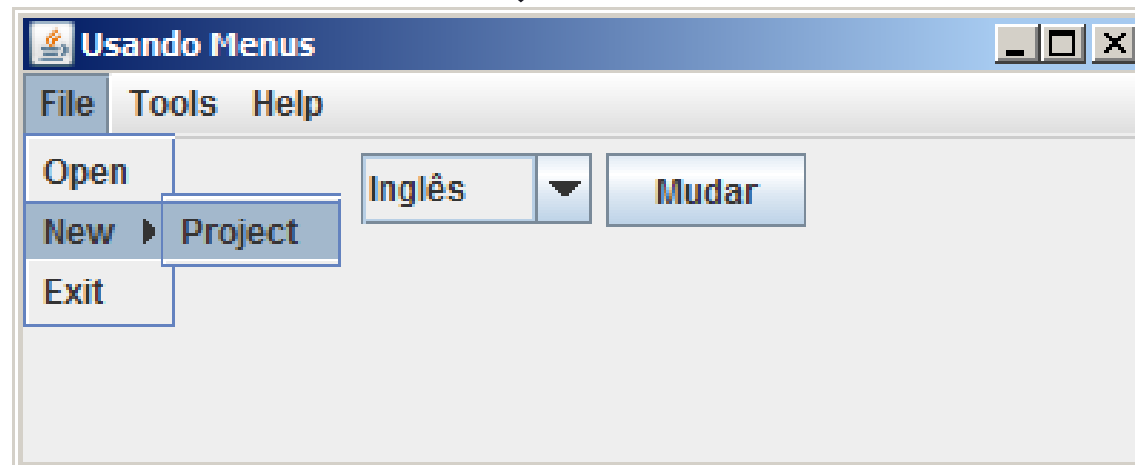 Usando Menus
File Tools Help
Open
Inglês Mudar
New Project
Exit